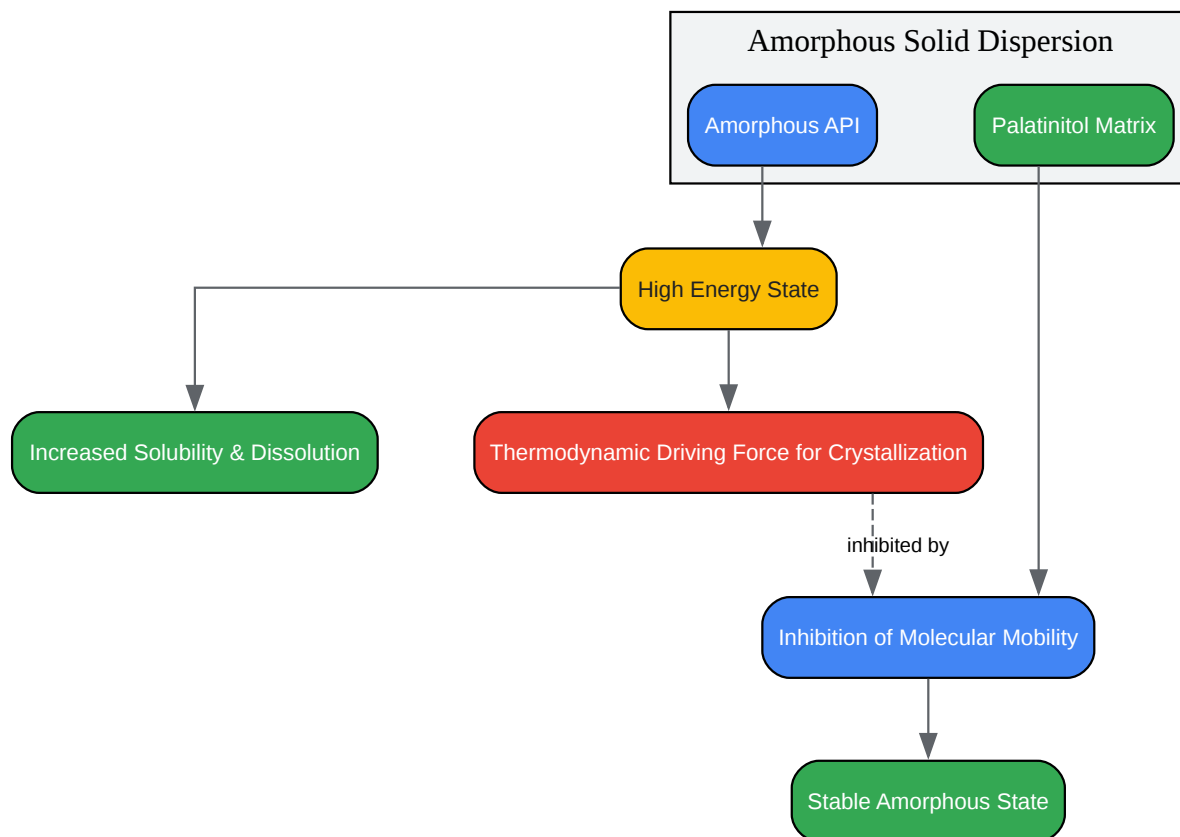 Amorphous Solid Dispersion
Amorphous API
Palatinitol Matrix
High Energy State
Increased Solubility & Dissolution
Thermodynamic Driving Force for Crystallization
inhibited by
Inhibition of Molecular Mobility
Stable Amorphous State